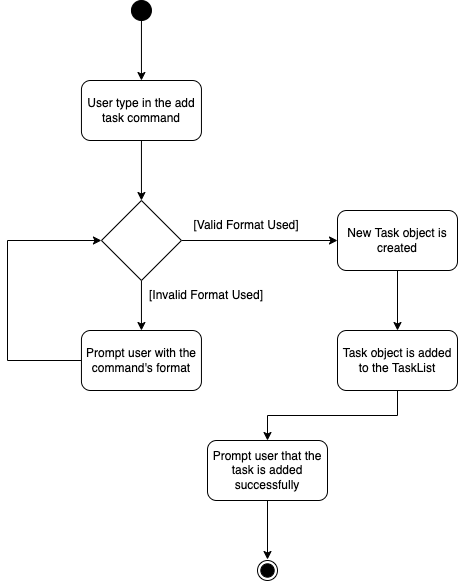 User type in the add
task command
[Valid Format Used]
New Task object is
created
[Invalid Format Used]
Prompt user with the
command's format
Task object is added
to the TaskList
Prompt user that the
task is added
successfully